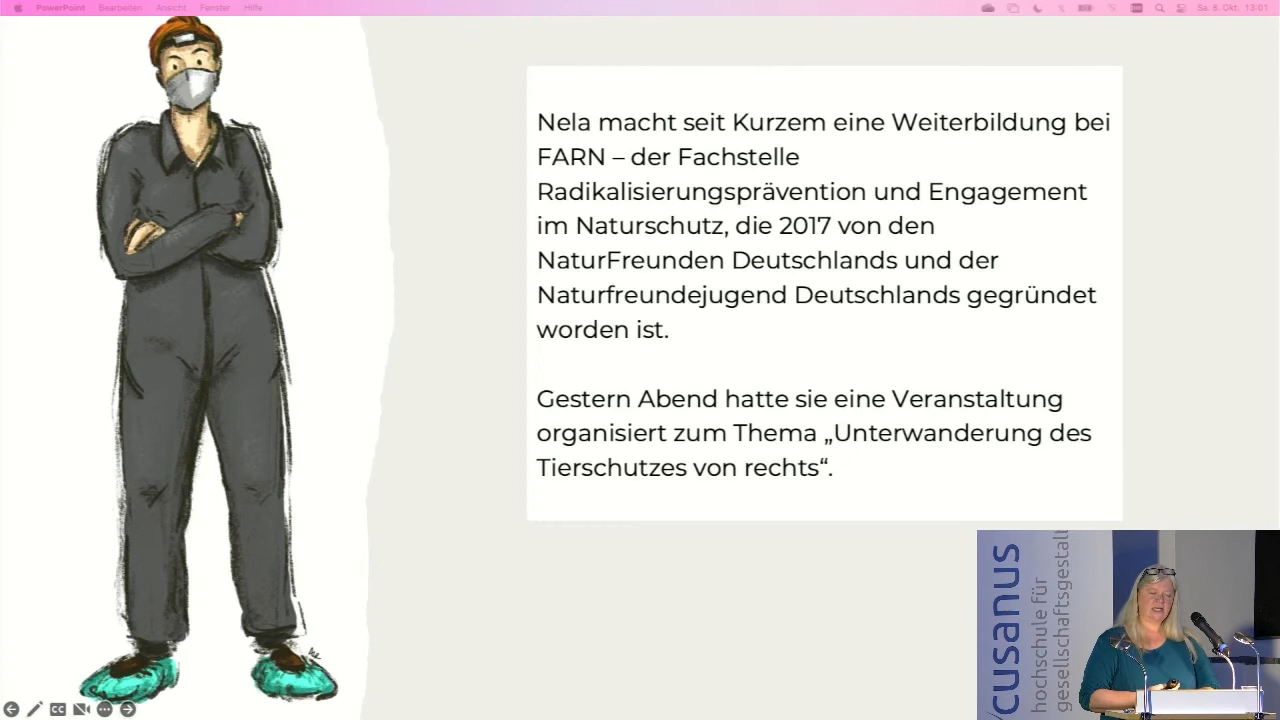 PowerPoint Bearbeiten Ansicht Fenster Hilfe
Sa. 8. Okt. 13:01
Nela macht seit Kurzem eine Weiterbildung bei
FARN – der Fachstelle
Radikalisierungsprävention und Engagement
im Naturschutz, die 2017 von den
NaturFreunden Deutschlands und der
Naturfreundejugend Deutschlands gegründet
worden ist.
Gestern Abend hatte sie eine Veranstaltung
organisiert zum Thema „Unterwanderung des
Tierschutzes von rechts“.
cusanus
hochschule für
gesellschaftsgestalt
CC